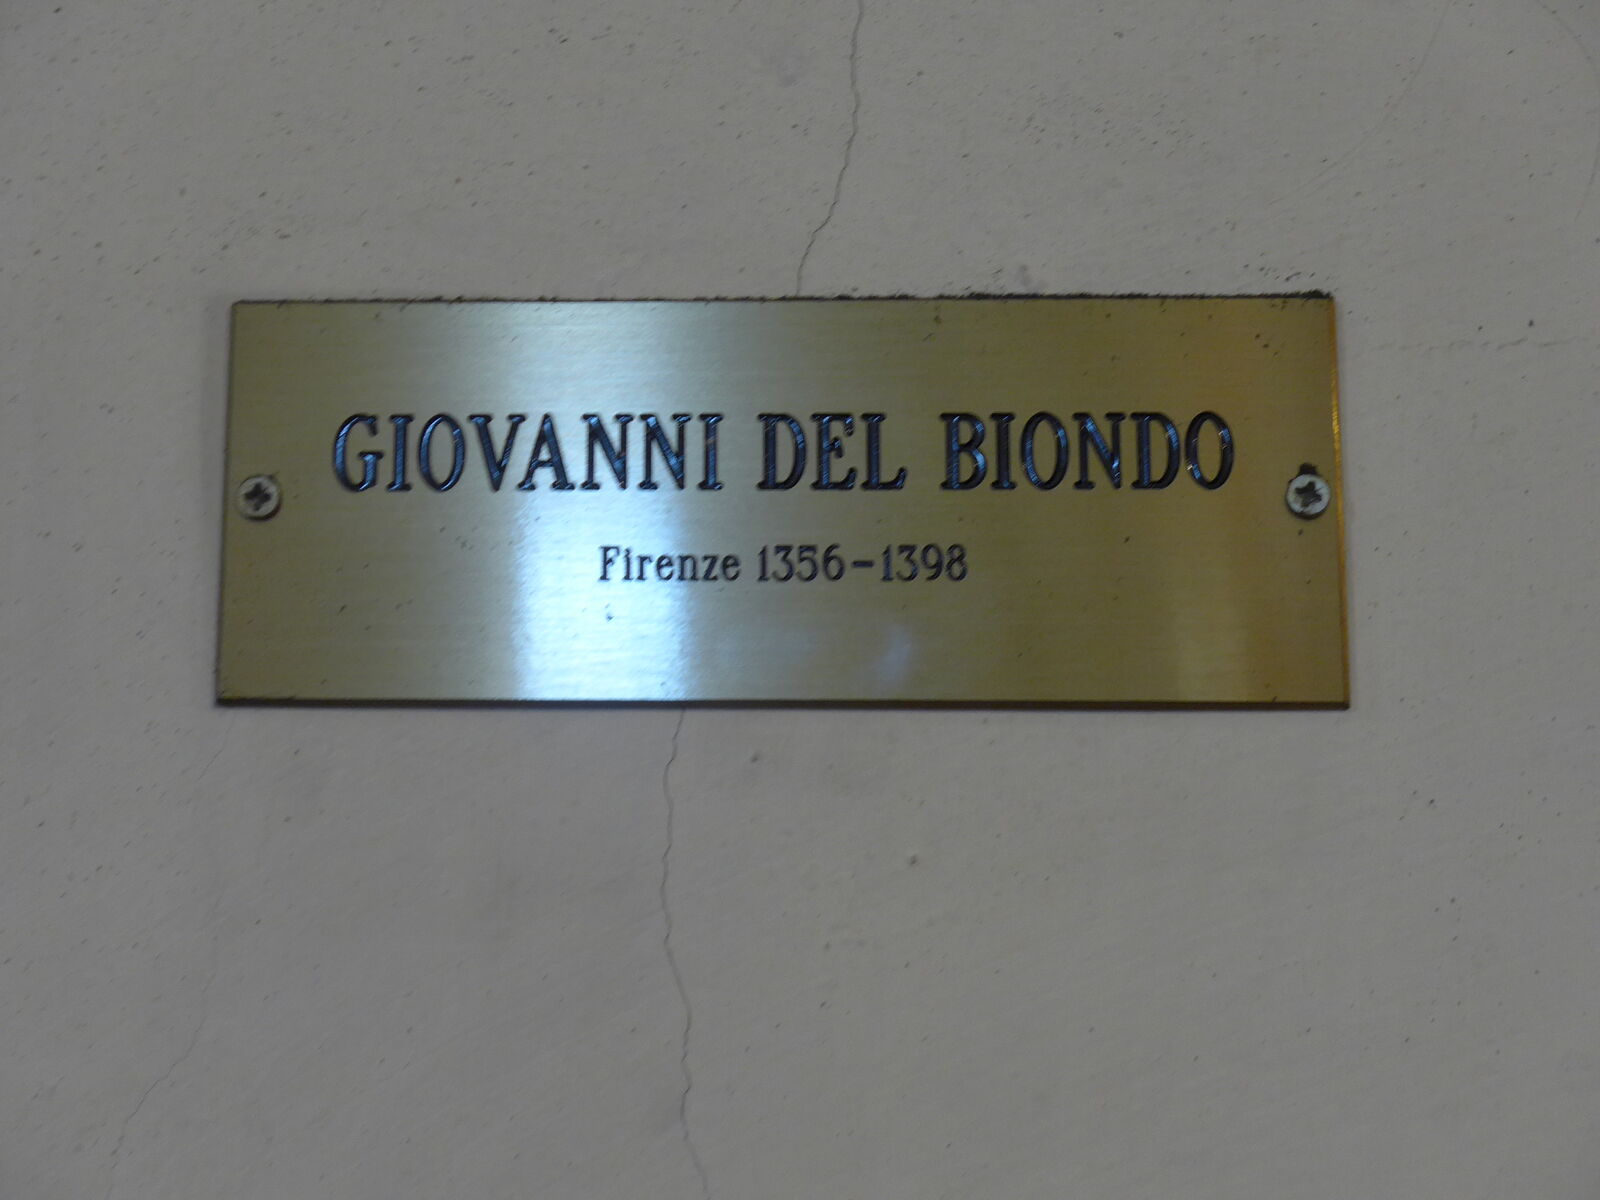 GIOVANNI DEL BIONDO
Firenze 1356-1398